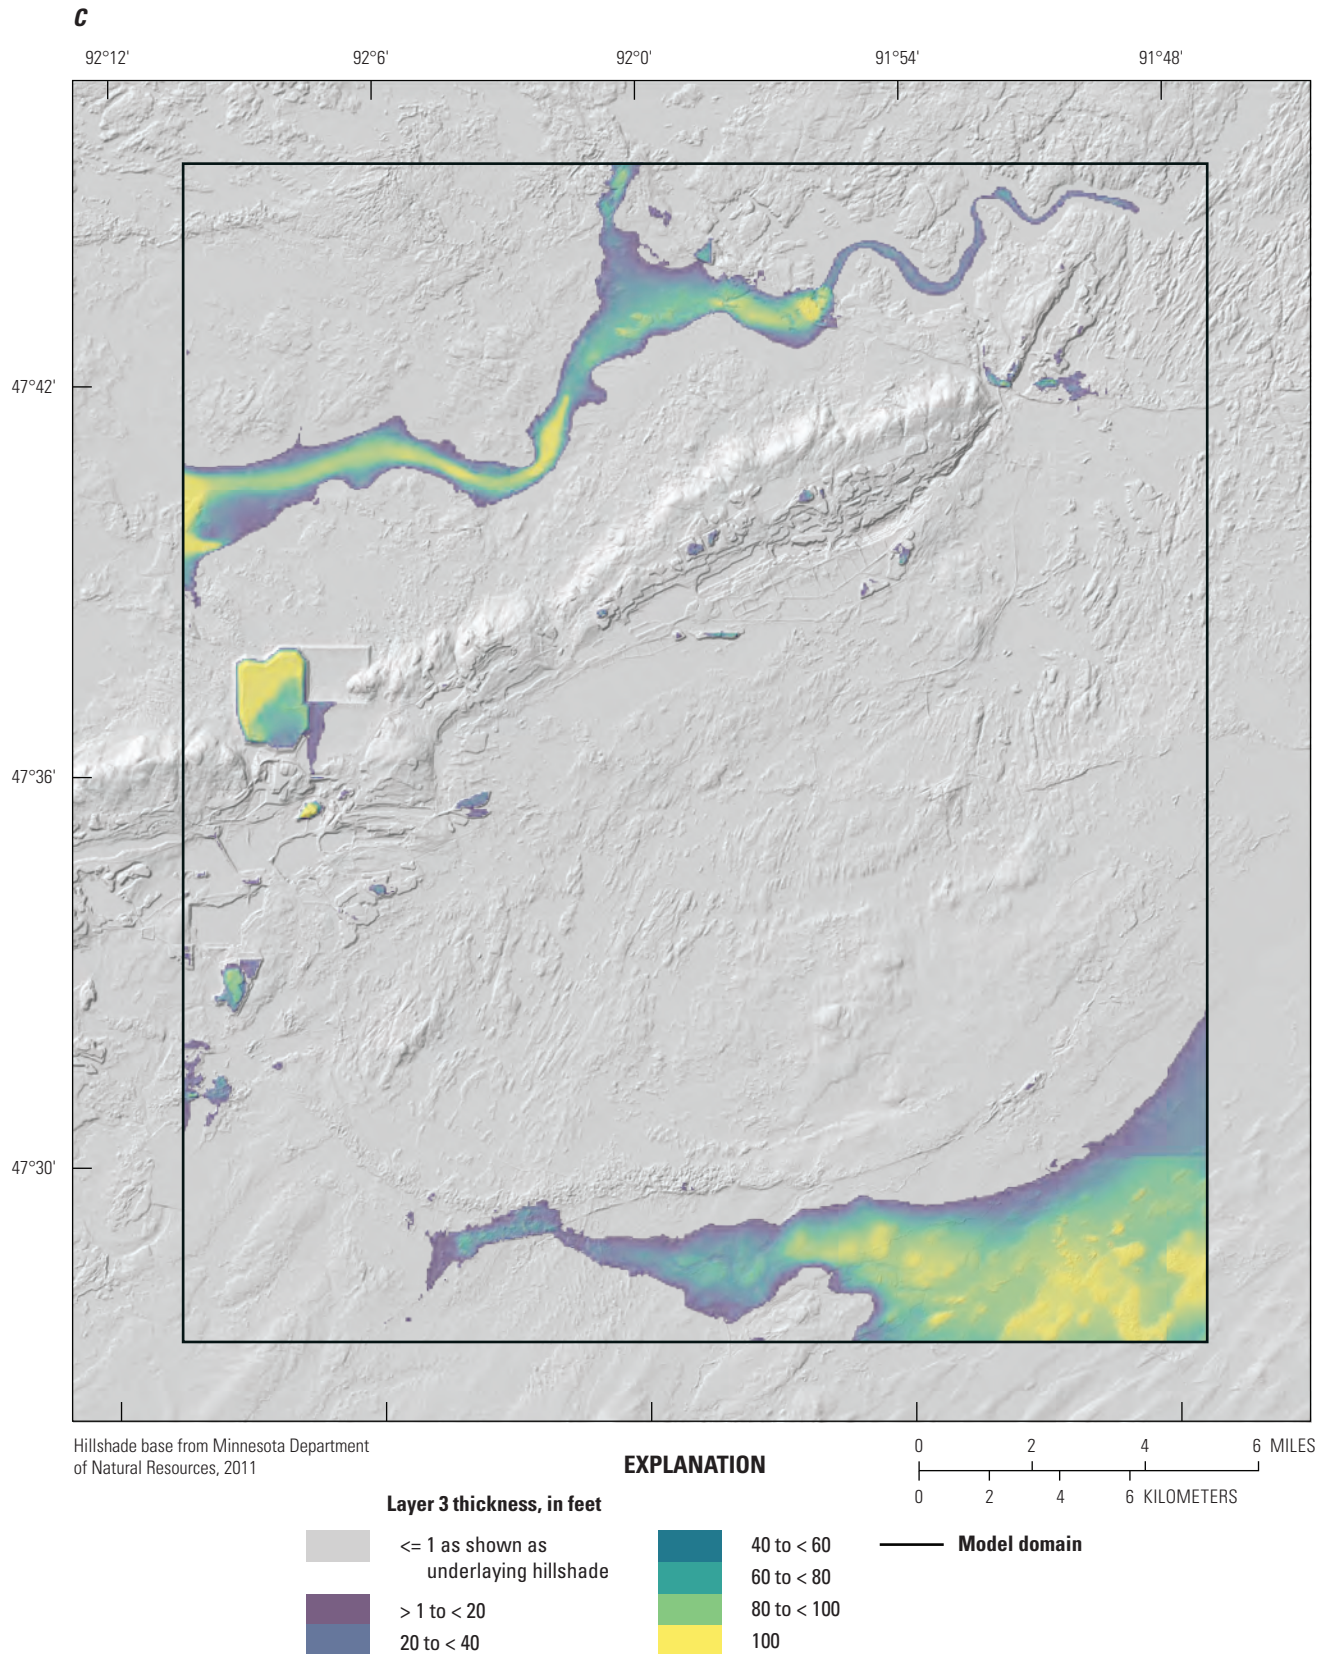 C
92°12' 92°6' 92°0' 91°54' 91°48'
47°42'
47°36'
47°30'
Hillshade base from Minnesota Department
of Natural Resources, 2011
EXPLANATION
0 2 4 6 MILES
0 2 4 6 KILOMETERS
Layer 3 thickness, in feet
<= 1 as shown as
underlaying hillshade
> 1 to < 20
20 to < 40
40 to < 60
60 to < 80
80 to < 100
100
Model domain